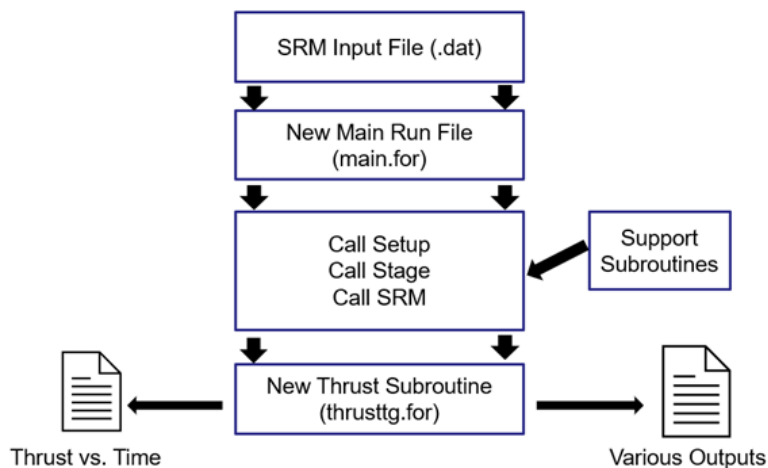 SRM Input File (.dat)
New Main Run File
(main.for)
Call Setup
Call Stage
Call SRM
Support
Subroutines
New Thrust Subroutine
(thrusttg.for)
Thrust vs. Time
Various Outputs